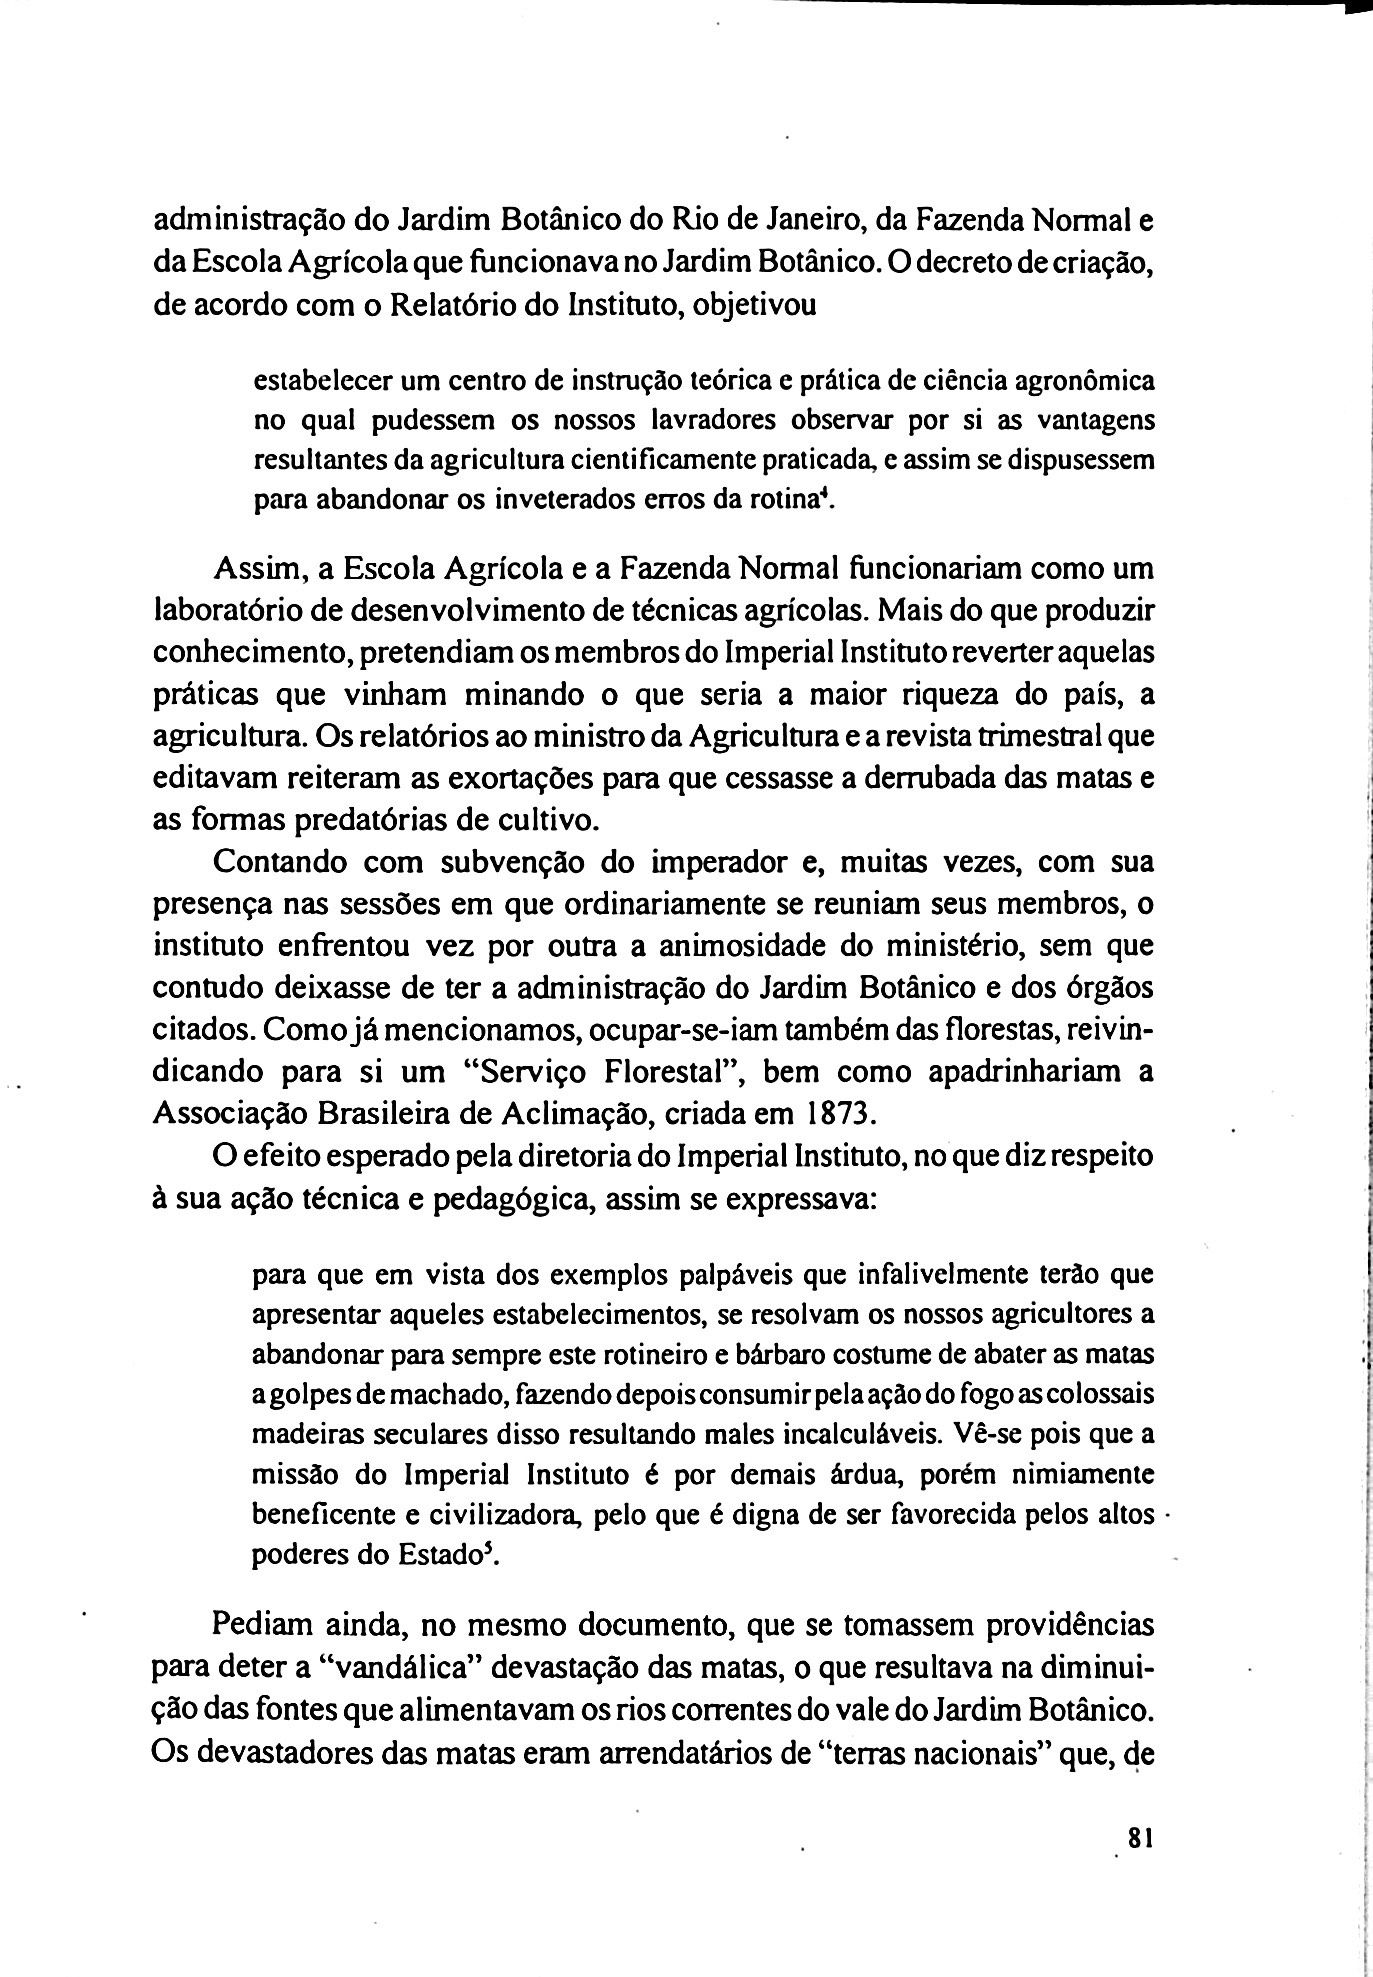 administração do Jardim Botânico do Rio de Janeiro, da Fazenda Normal e
da Escola Agrícola que funcionava no Jardim Botânico. O decreto de criação,
de acordo com o Relatório do Instituto, objetivou
estabelecer um centro de instrução teórica e prática de ciência agronômica
no qual pudessem os nossos lavradores observar por si as vantagens
resultantes da agricultura cientificamente praticada, e assim se dispusessem
para abandonar os inveterados erros da rotina⁴.
Assim, a Escola Agrícola e a Fazenda Normal funcionariam como um
laboratório de desenvolvimento de técnicas agrícolas. Mais do que produzir
conhecimento, pretendiam os membros do Imperial Instituto reverter aquelas
práticas que vinham minando o que seria a maior riqueza do país, a
agricultura. Os relatórios ao ministro da Agricultura e a revista trimestral que
editavam reiteram as exortações para que cessasse a derrubada das matas e
as formas predatórias de cultivo.
Contando com subvenção do imperador e, muitas vezes, com sua
presença nas sessões em que ordinariamente se reuniam seus membros, o
instituto enfrentou vez por outra a animosidade do ministério, sem que
contudo deixasse de ter a administração do Jardim Botânico e dos órgãos
citados. Como já mencionamos, ocupar-se-iam também das florestas, reivin-
dicando para si um “Serviço Florestal”, bem como apadrinhariam a
Associação Brasileira de Aclimação, criada em 1873.
O efeito esperado pela diretoria do Imperial Instituto, no que diz respeito
à sua ação técnica e pedagógica, assim se expressava:
para que em vista dos exemplos palpáveis que infalivelmente terão que
apresentar aqueles estabelecimentos, se resolvam os nossos agricultores a
abandonar para sempre este rotineiro e bárbaro costume de abater as matas
a golpes de machado, fazendo depois consumir pela ação do fogo as colossais
madeiras seculares disso resultando males incalculáveis. Vê-se pois que a
missão do Imperial Instituto é por demais árdua, porém nimiamente
beneficente e civilizadora, pelo que é digna de ser favorecida pelos altos
poderes do Estado⁵.
Pediam ainda, no mesmo documento, que se tomassem providências
para deter a “vandálica” devastação das matas, o que resultava na diminui-
ção das fontes que alimentavam os rios correntes do vale do Jardim Botânico.
Os devastadores das matas eram arrendatários de “terras nacionais” que, de
81